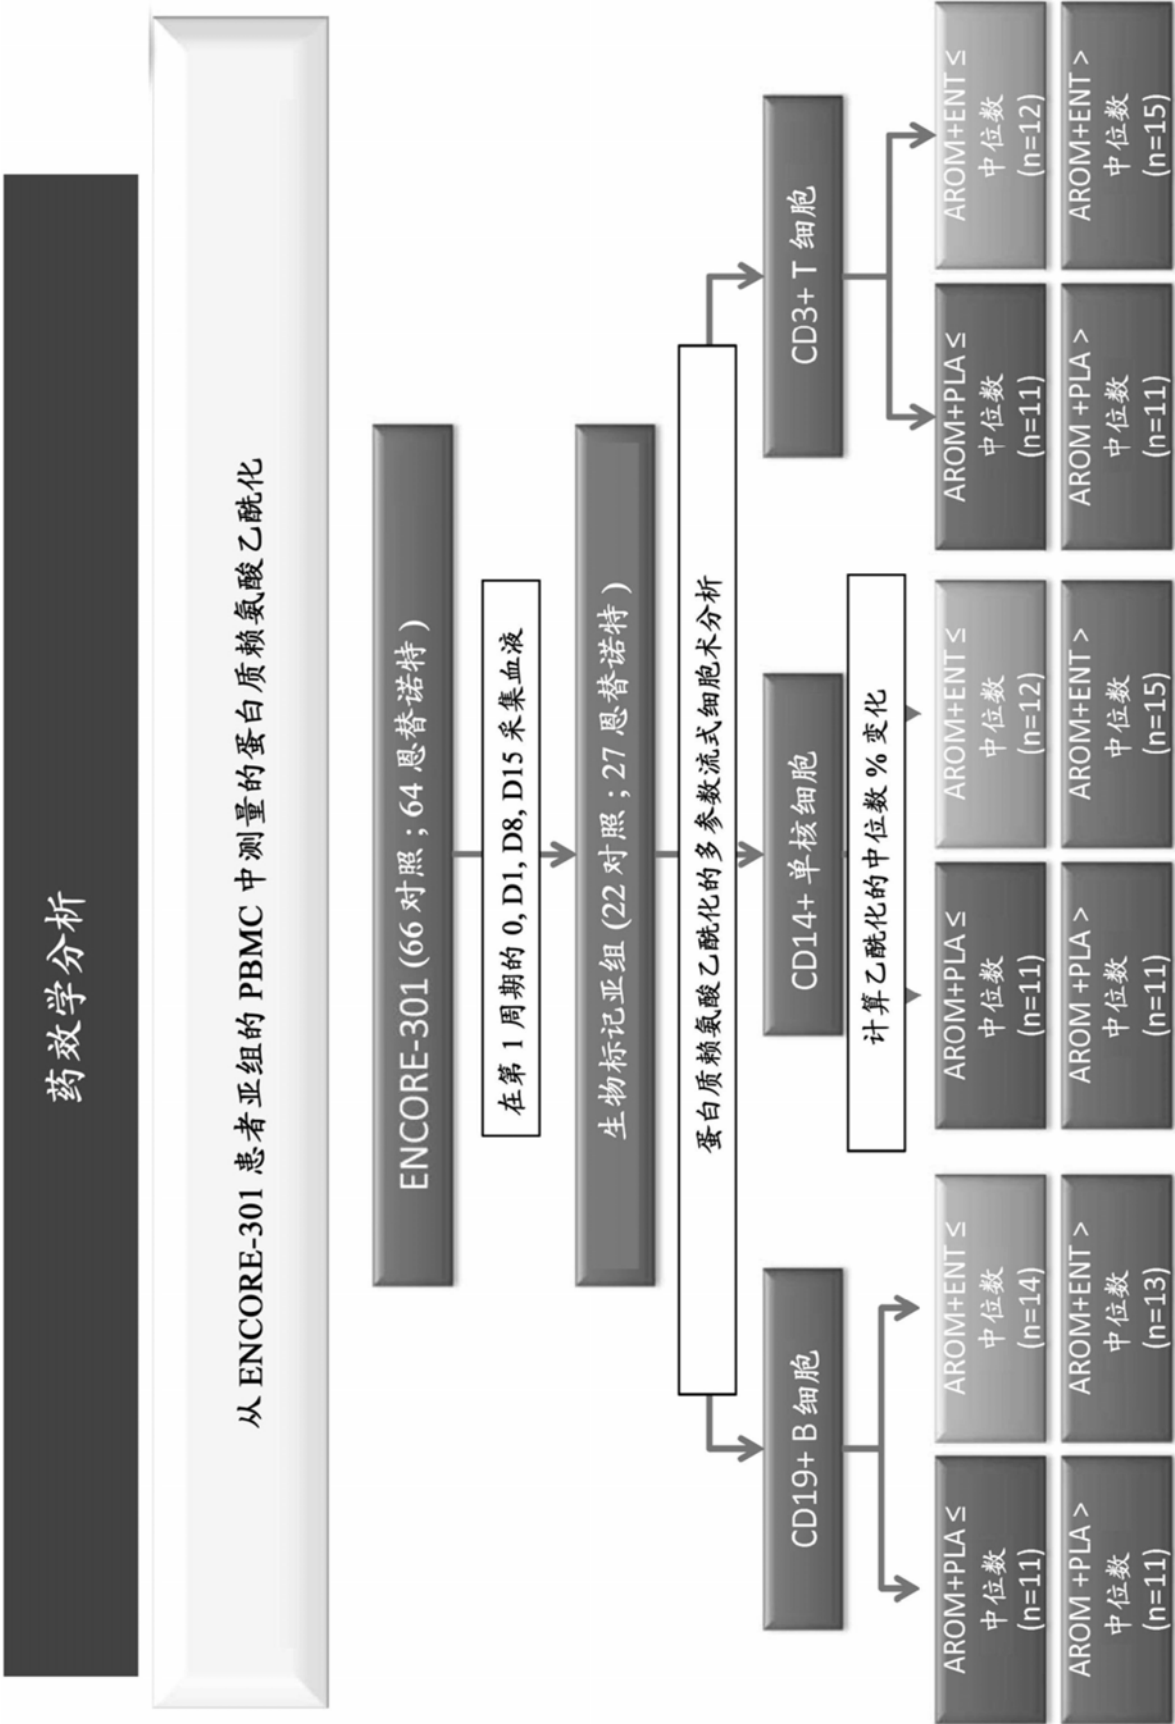 药效学分析
从 ENCORE-301 患者亚组的 PBMC 中测量的蛋白质赖氨酸乙酰化
ENCORE-301 (66 对照 ; 64 恩替诺特 )
在第 1 周期的 0, D1, D8, D15 采集血液
生物标记亚组 (22 对照 ; 27 恩替诺特 )
蛋白质赖氨酸乙酰化的多参数流式细胞术分析
CD19+ B 细胞
CD14+ 单核细胞
CD3+ T 细胞
计算乙酰化的中位数 % 变化
AROM+PLA ≤
中位数
(n=11)
AROM+ENT ≤
中位数
(n=14)
AROM+PLA ≤
中位数
(n=11)
AROM+ENT ≤
中位数
(n=12)
AROM+PLA ≤
中位数
(n=11)
AROM+ENT ≤
中位数
(n=12)
AROM +PLA >
中位数
(n=11)
AROM+ENT >
中位数
(n=13)
AROM +PLA >
中位数
(n=11)
AROM+ENT >
中位数
(n=15)
AROM +PLA >
中位数
(n=11)
AROM+ENT >
中位数
(n=15)